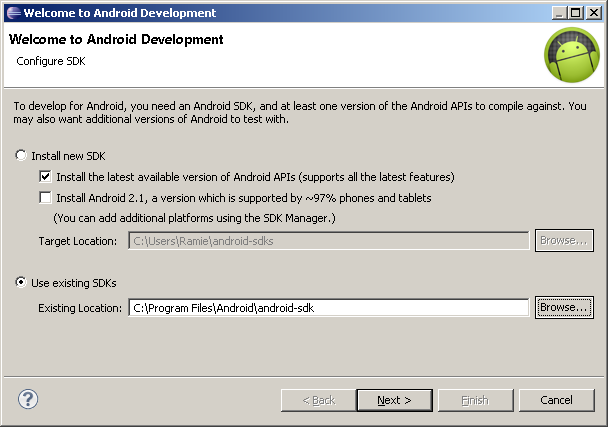 Welcome to Android Development
Welcome to Android Development
Configure SDK
To develop for Android, you need an Android SDK, and at least one version of the Android APIs to compile against. You
may also want additional versions of Android to test with.
Install new SDK
Install the latest available version of Android APIs (supports all the latest features)
Install Android 2.1, a version which is supported by ~97% phones and tablets
(You can add additional platforms using the SDK Manager.)
Target Location: C:\Users\Ramie\android-sdks Browse...
Use existing SDKs
Existing Location: C:\Program Files\Android\android-sdk Browse...
? < Back Next > Finish Cancel